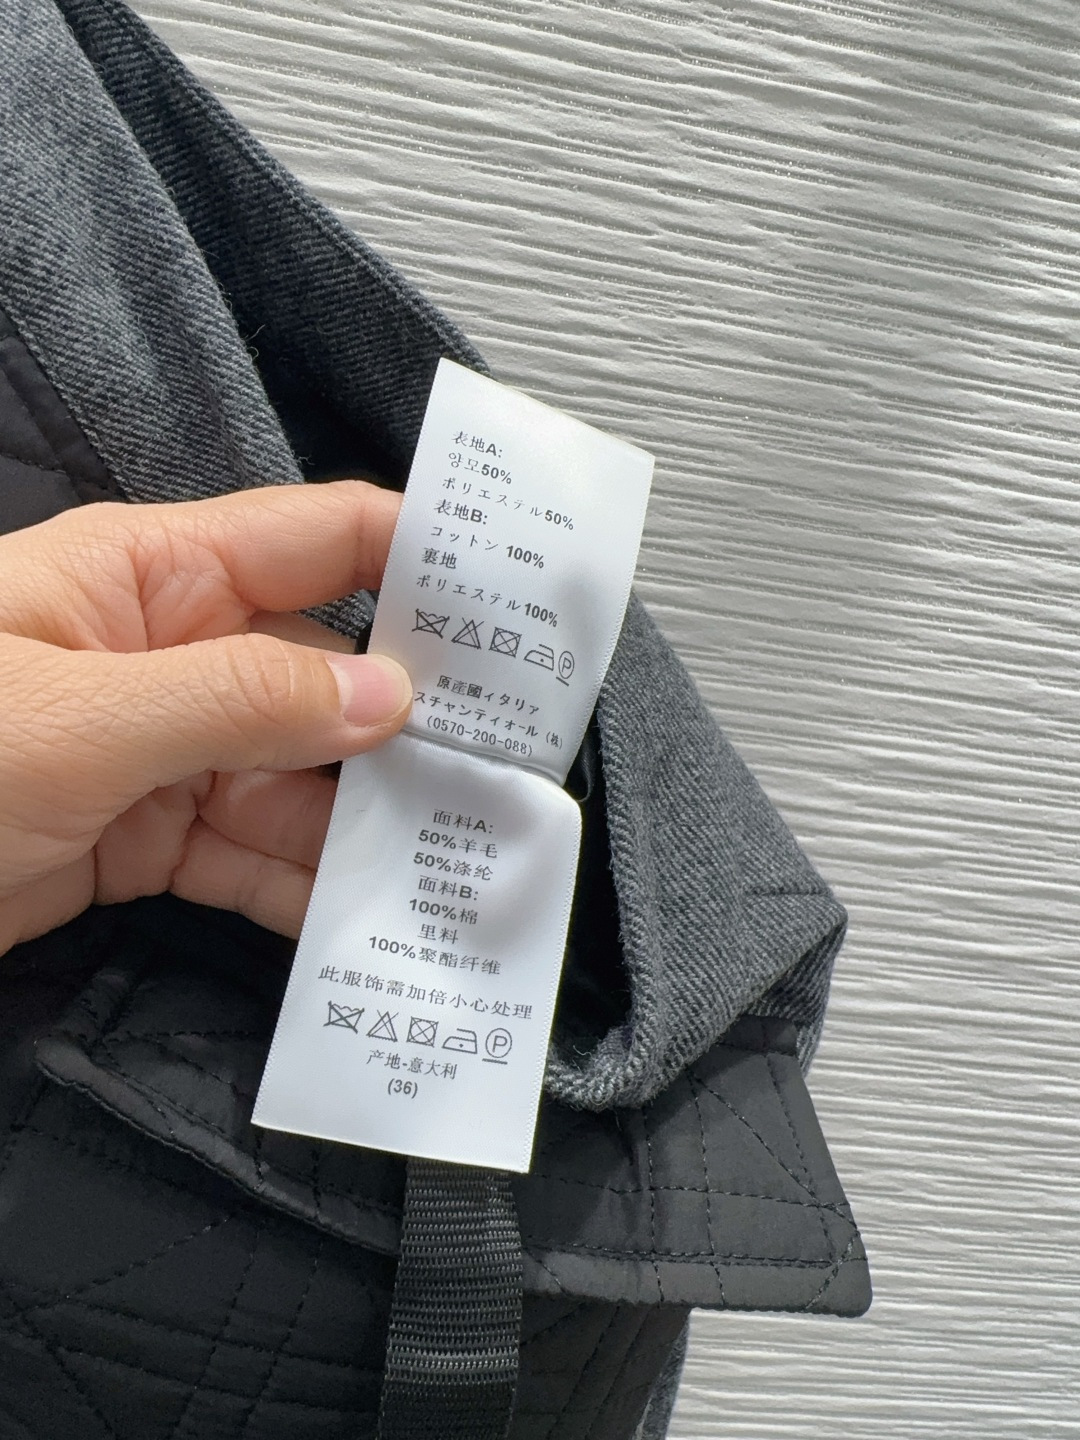 表地A:
양모50%
ポリエステル50%
表地B:
コットン 100%
裏地
ポリエステル100%
P
原産國イタリア
スチャンティオール (株)
(0570-200-088)
面料A:
50%羊毛
50%涤纶
面料B:
100%棉
里料
100%聚酯纤维
此服饰需加倍小心处理
P
产地-意大利
(36)